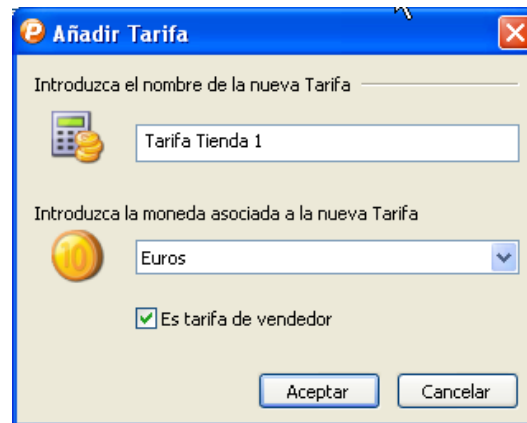 Añadir Tarifa
Introduzca el nombre de la nueva Tarifa
Tarifa Tienda 1
Introduzca la moneda asociada a la nueva Tarifa
10
Euros
Es tarifa de vendedor
Aceptar Cancelar